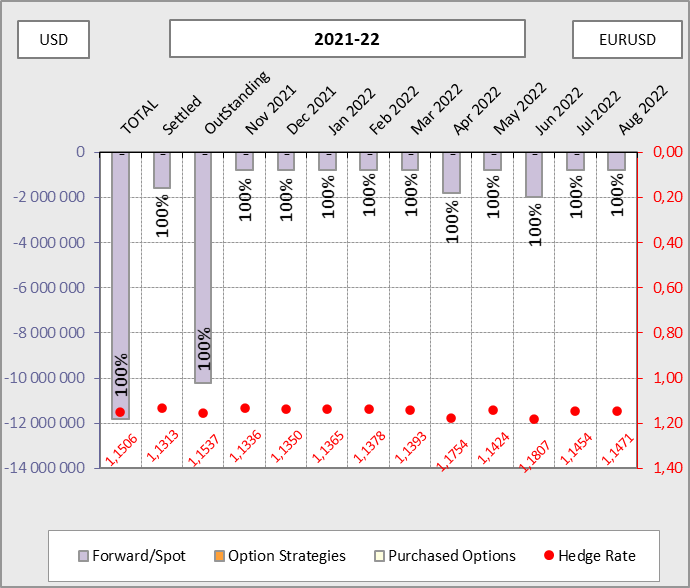 USD
2021-22
EURUSD
TOTAL
Settled
OutStanding
Nov 2021
Dec 2021
Jan 2022
Feb 2022
Mar 2022
Apr 2022
May 2022
Jun 2022
Jul 2022
Aug 2022
0
-2 000 000
-4 000 000
-6 000 000
-8 000 000
-10 000 000
-12 000 000
-14 000 000
0,00
0,20
0,40
0,60
0,80
1,00
1,20
1,40
100%
100%
100%
100%
100%
100%
100%
100%
100%
100%
100%
100%
100%
1,1506
1,1313
1,1537
1,1336
1,1350
1,1365
1,1378
1,1393
1,1754
1,1424
1,1807
1,1454
1,1471
Forward/Spot
Option Strategies
Purchased Options
Hedge Rate